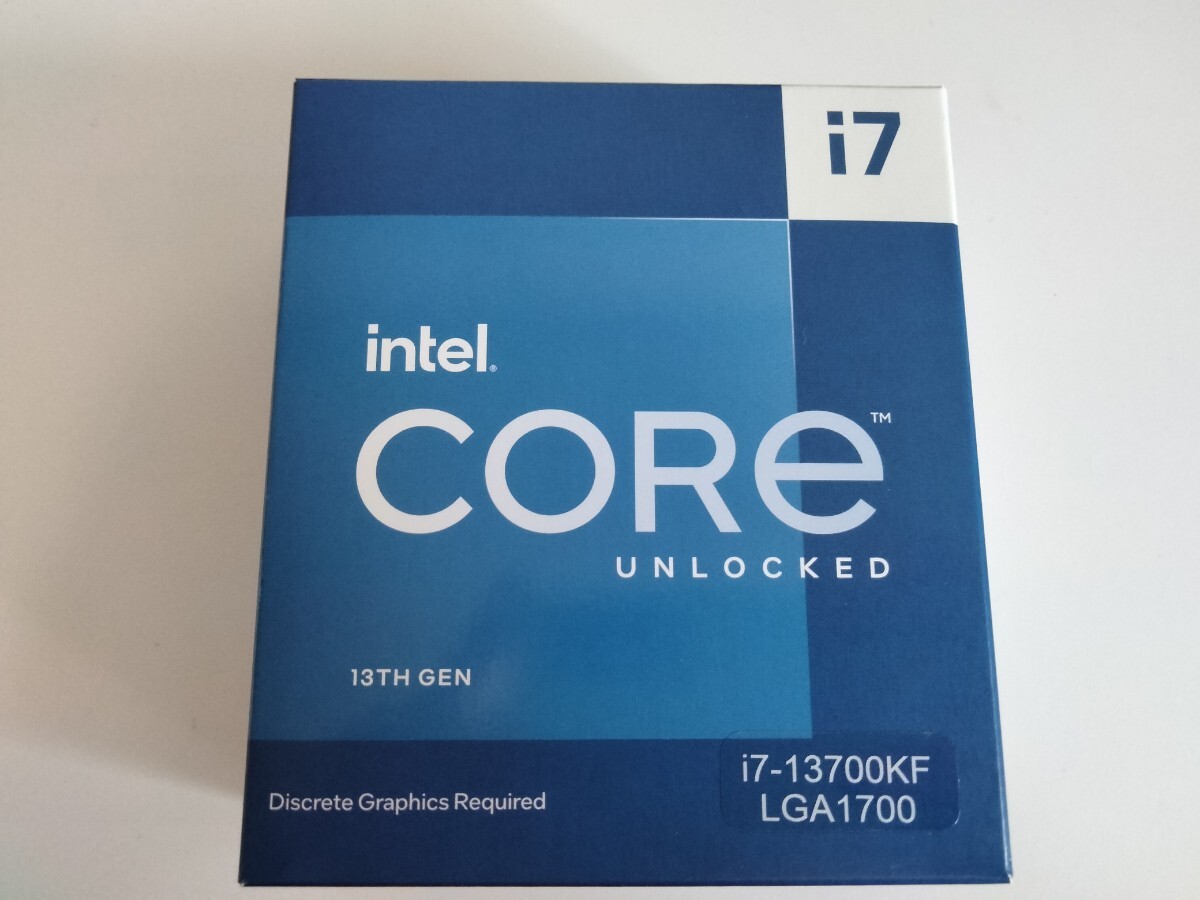 i7
intel®
CORE™
UNLOCKED
13TH GEN
i7-13700KF
LGA1700
Discrete Graphics Required